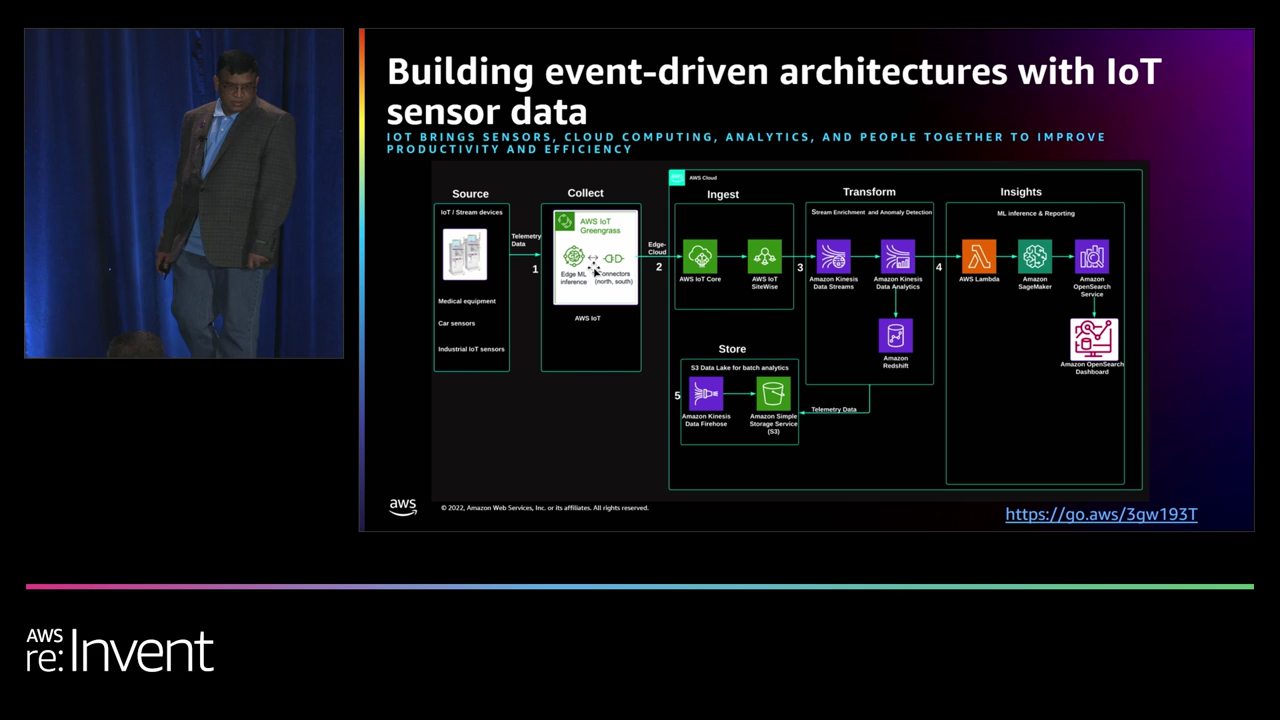 Building event-driven architectures with IoT
sensor data
IOT BRINGS SENSORS, CLOUD COMPUTING, ANALYTICS, AND PEOPLE TOGETHER TO IMPROVE
PRODUCTIVITY AND EFFICIENCY
Source
IoT / Stream devices
Medical equipment
Car sensors
Industrial IoT sensors
Telemetry
Data
1
Collect
AWS IoT
Greengrass
Edge ML
inference
Connectors
(north, south)
AWS IoT
Edge-
Cloud
2
AWS Cloud
Ingest
AWS IoT Core
AWS IoT
SiteWise
3
Transform
Stream Enrichment and Anomaly Detection
Amazon Kinesis
Data Streams
Amazon Kinesis
Data Analytics
Amazon
Redshift
4
Insights
ML inference & Reporting
AWS Lambda
Amazon
SageMaker
Amazon
OpenSearch
Service
Amazon OpenSearch
Dashboard
Store
S3 Data Lake for batch analytics
5
Amazon Kinesis
Data Firehose
Amazon Simple
Storage Service
(S3)
Telemetry Data
aws
© 2022, Amazon Web Services, Inc. or its affiliates. All rights reserved.
https://go.aws/3gw193T
AWS
re:Invent